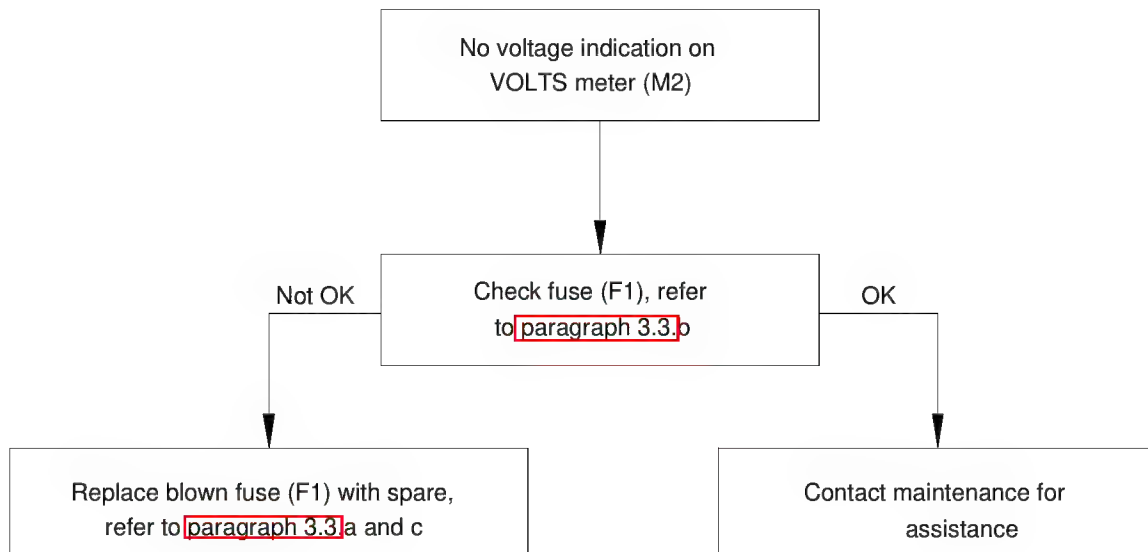 No voltage indication on
VOLTS meter (M2)
Not OK
Check fuse (F1), refer
to paragraph 3.3.b
OK
Replace blown fuse (F1) with spare,
refer to paragraph 3.3.a and c
Contact maintenance for
assistance